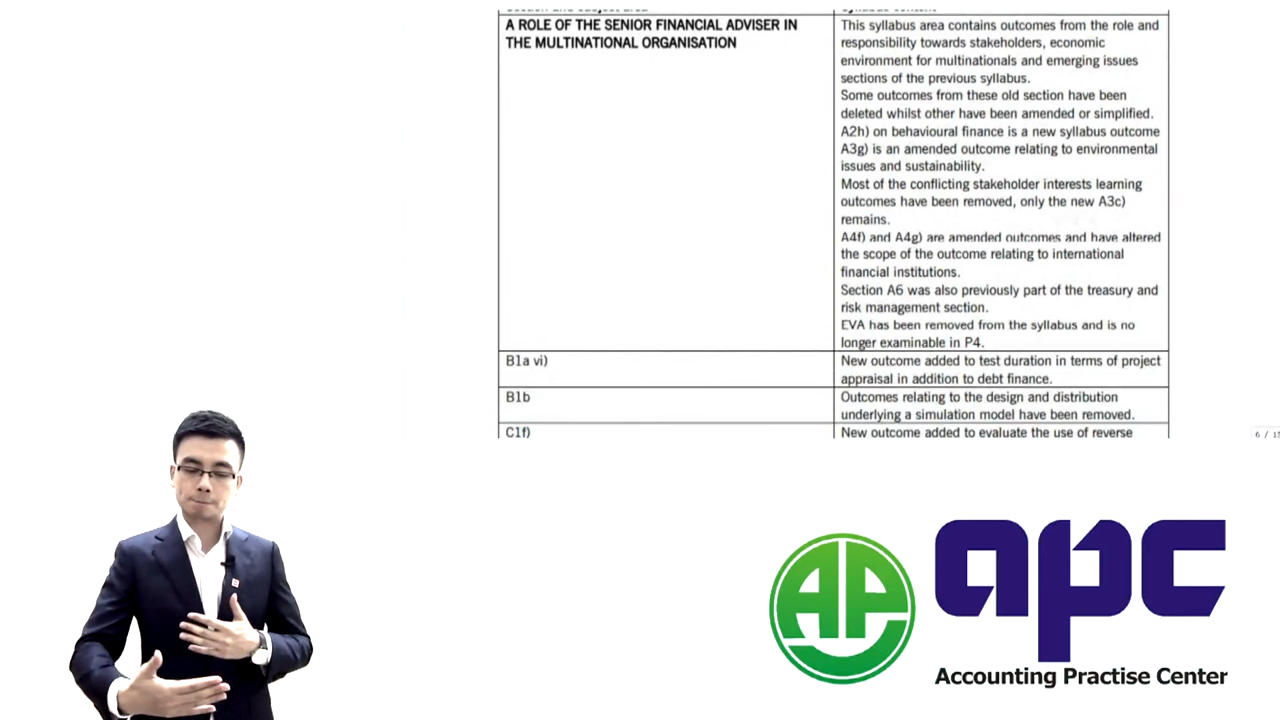 A ROLE OF THE SENIOR FINANCIAL ADVISER IN
THE MULTINATIONAL ORGANISATION
This syllabus area contains outcomes from the role and
responsibility towards stakeholders, economic
environment for multinationals and emerging issues
sections of the previous syllabus.
Some outcomes from these old section have been
deleted whilst other have been amended or simplified.
A2h) on behavioural finance is a new syllabus outcome
A3g) is an amended outcome relating to environmental
issues and sustainability.
Most of the conflicting stakeholder interests learning
outcomes have been removed, only the new A3c)
remains.
A4f) and A4g) are amended outcomes and have altered
the scope of the outcome relating to international
financial institutions.
Section A6 was also previously part of the treasury and
risk management section.
EVA has been removed from the syllabus and is no
longer examinable in P4.
B1a vi)
New outcome added to test duration in terms of project
appraisal in addition to debt finance.
B1b
Outcomes relating to the design and distribution
underlying a simulation model have been removed.
C1f)
New outcome added to evaluate the use of reverse
AP
apc
Accounting Practise Center